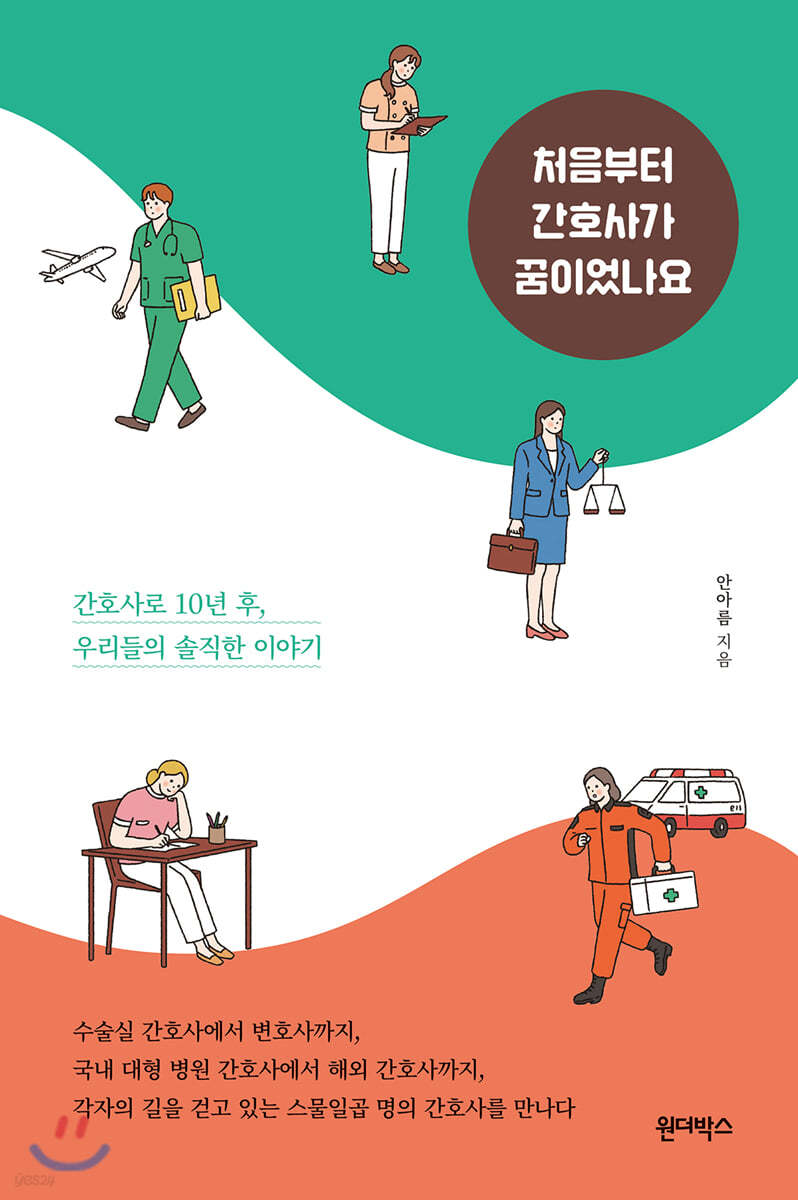 처음부터
간호사가
꿈이었나요
안아름 지음
간호사로 10년 후,
우리들의 솔직한 이야기
119
수술실 간호사에서 변호사까지,
국내 대형 병원 간호사에서 해외 간호사까지,
각자의 길을 걷고 있는 스물일곱 명의 간호사를 만나다
원더박스
yes24